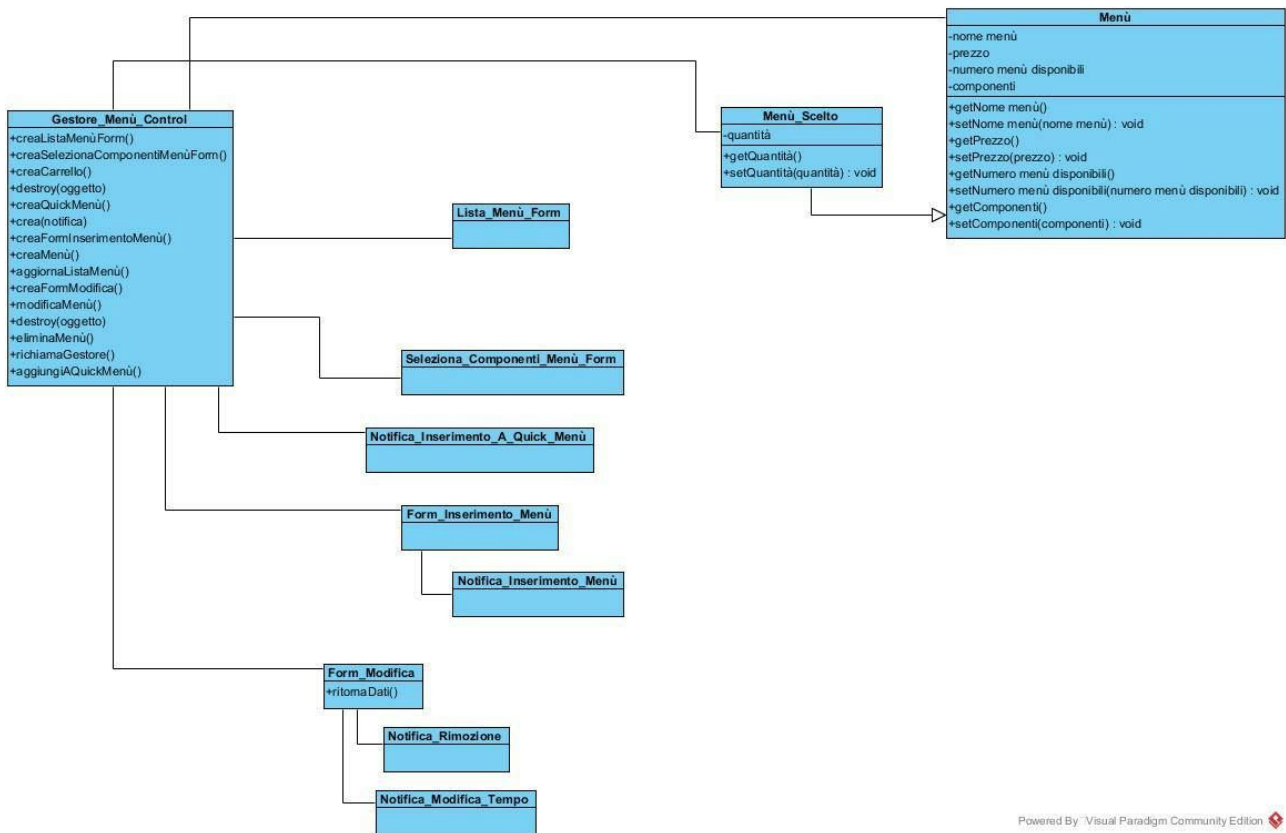 Menù
-nome menù
-prezzo
-numero menù disponibili
-componenti
+getNome menù()
+setNome menù(nome menù) : void
+getPrezzo()
+setPrezzo(prezzo) : void
+getNumero menù disponibili()
+setNumero menù disponibili(numero menù disponibili) : void
+getComponenti()
+setComponenti(componenti) : void
Menù_Scelto
-quantità
+getQuantità()
+setQuantità(quantità) : void
Gestore_Menù_Control
+creaListaMenùForm()
+creaSelezionaComponentiMenùForm()
+creaCarrello()
+destroy(oggetto)
+creaQuickMenù()
+crea(notifica)
+creaFormInserimentoMenù()
+creaMenù()
+aggiornaListaMenù()
+creaFormModifica()
+modificaMenù()
+destroy(oggetto)
+eliminaMenù()
+richiamaGestore()
+aggiungiAQuickMenù()
Lista_Menù_Form
Seleziona_Componenti_Menù_Form
Notifica_Inserimento_A_Quick_Menù
Form_Inserimento_Menù
Notifica_Inserimento_Menù
Form_Modifica
+ritornaDati()
Notifica_Rimozione
Notifica_Modifica_Tempo
Powered By Visual Paradigm Community Edition